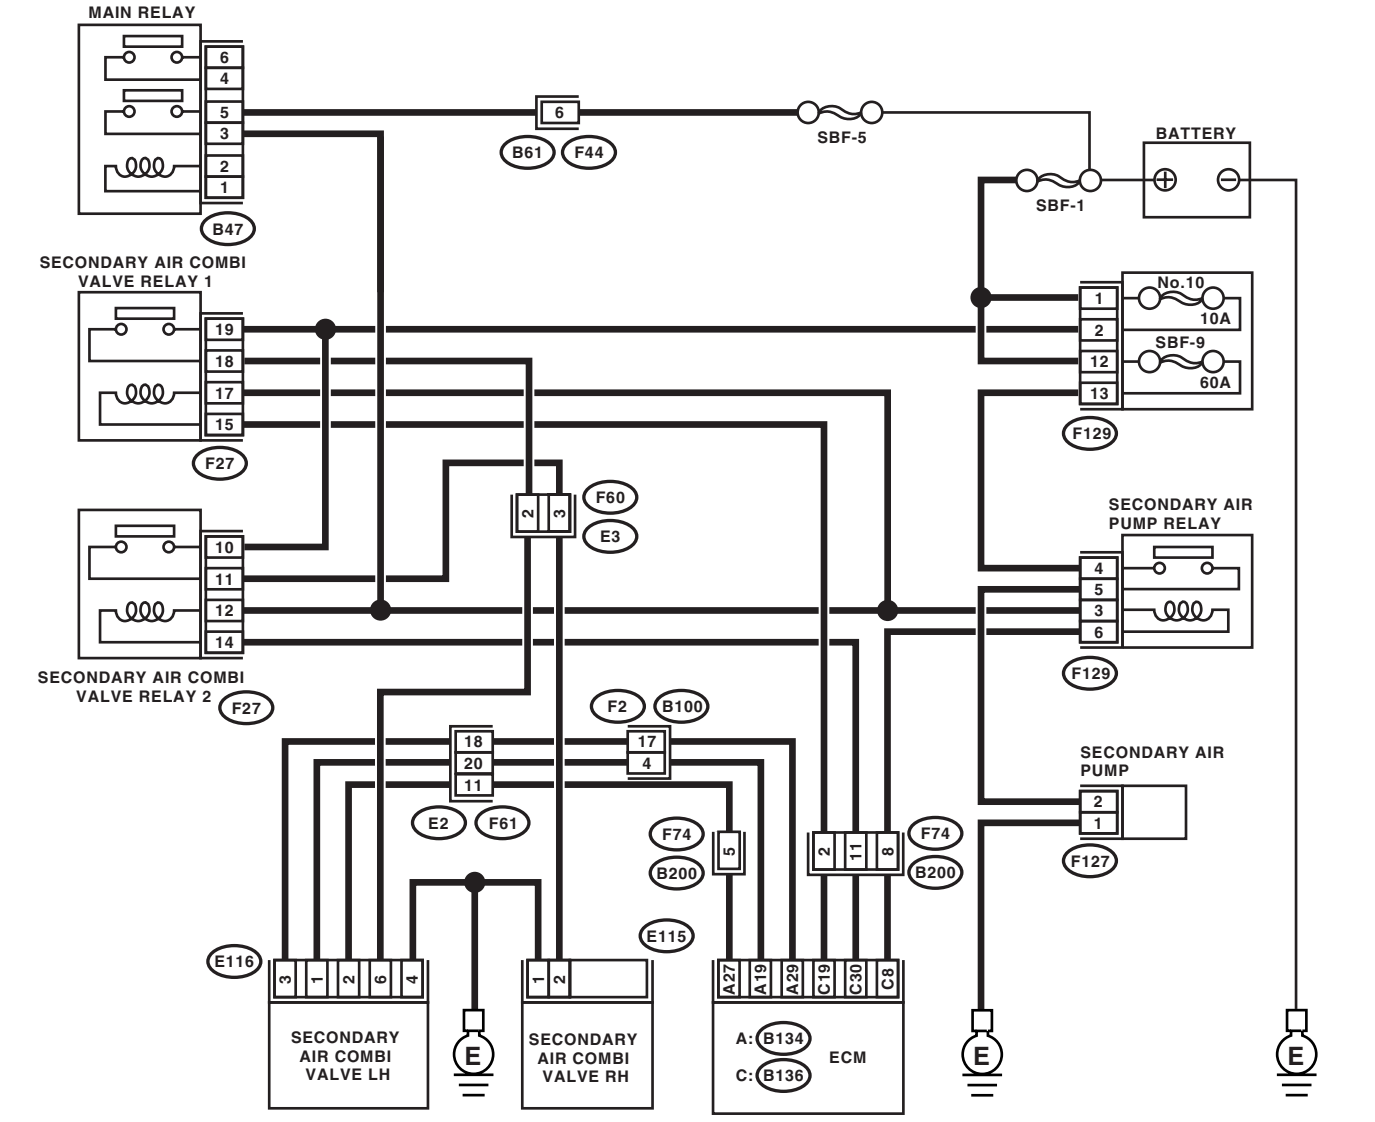 MAIN RELAY
6
4
5
3
2
1
B47
6
B61 F44
SBF-5
BATTERY
SBF-1
SECONDARY AIR COMBI
VALVE RELAY 1
19
18
17
15
F27
No.10
10A
SBF-9
60A
1
2
12
13
F129
2 3
F60
E3
10
11
12
14
SECONDARY AIR COMBI
VALVE RELAY 2
F27
SECONDARY AIR
PUMP RELAY
4
5
3
6
F129
F2 B100
18
20
11
17
4
E2 F61
SECONDARY AIR
PUMP
2
1
F127
F74
5
B200
2 11 8
F74
B200
E116
3 1 2 6 4
SECONDARY
AIR COMBI
VALVE LH
E
E115
1 2
SECONDARY
AIR COMBI
VALVE RH
A27 A19 A29 C19 C30 C8
A: B134
C: B136
ECM
E
E